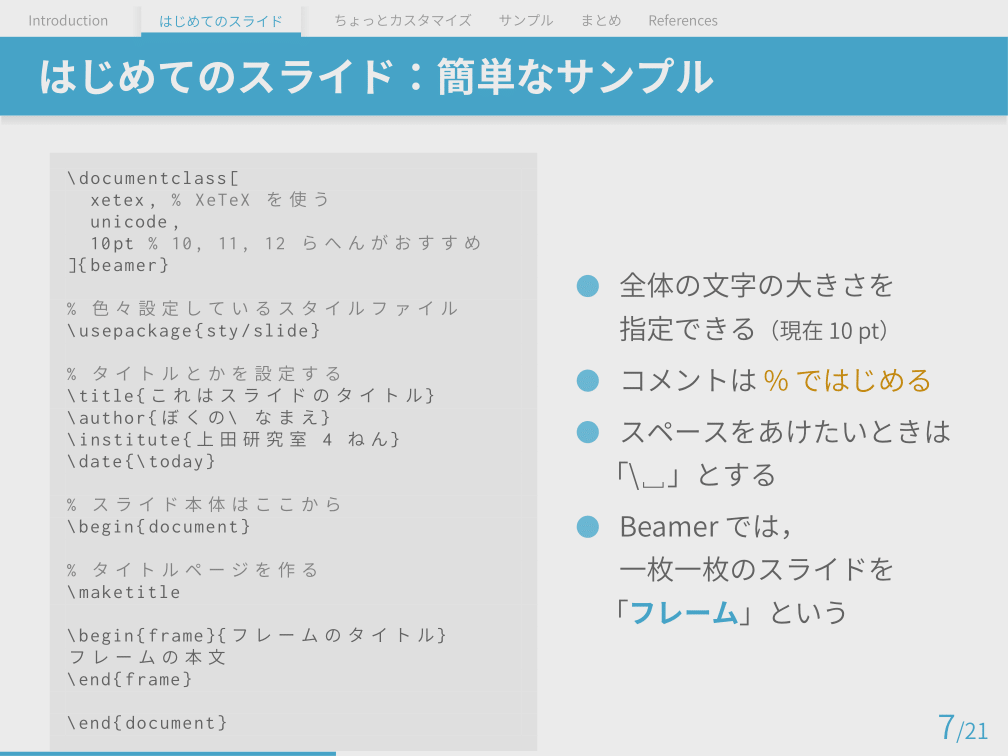 Introduction はじめてのスライド ちょっとカスタマイズ サンプル まとめ References
はじめてのスライド：簡単なサンプル
\documentclass[
  xetex, % XeTeX を使う
  unicode,
  10pt % 10, 11, 12 らへんがおすすめ
]{beamer}
% 色々設定しているスタイルファイル
\usepackage{sty/slide}
% タイトルとかを設定する
\title{これはスライドのタイトル}
\author{ぼくの\ なまえ}
\institute{上田研究室 4 ねん}
\date{\today}
% スライド本体はここから
\begin{document}
% タイトルページを作る
\maketitle
\begin{frame}{フレームのタイトル}
フレームの本文
\end{frame}
\end{document}
全体の文字の大きさを
指定できる（現在 10 pt）
コメントは % ではじめる
スペースをあけたいときは
「\␣」とする
Beamer では，
一枚一枚のスライドを
「フレーム」という
7/21